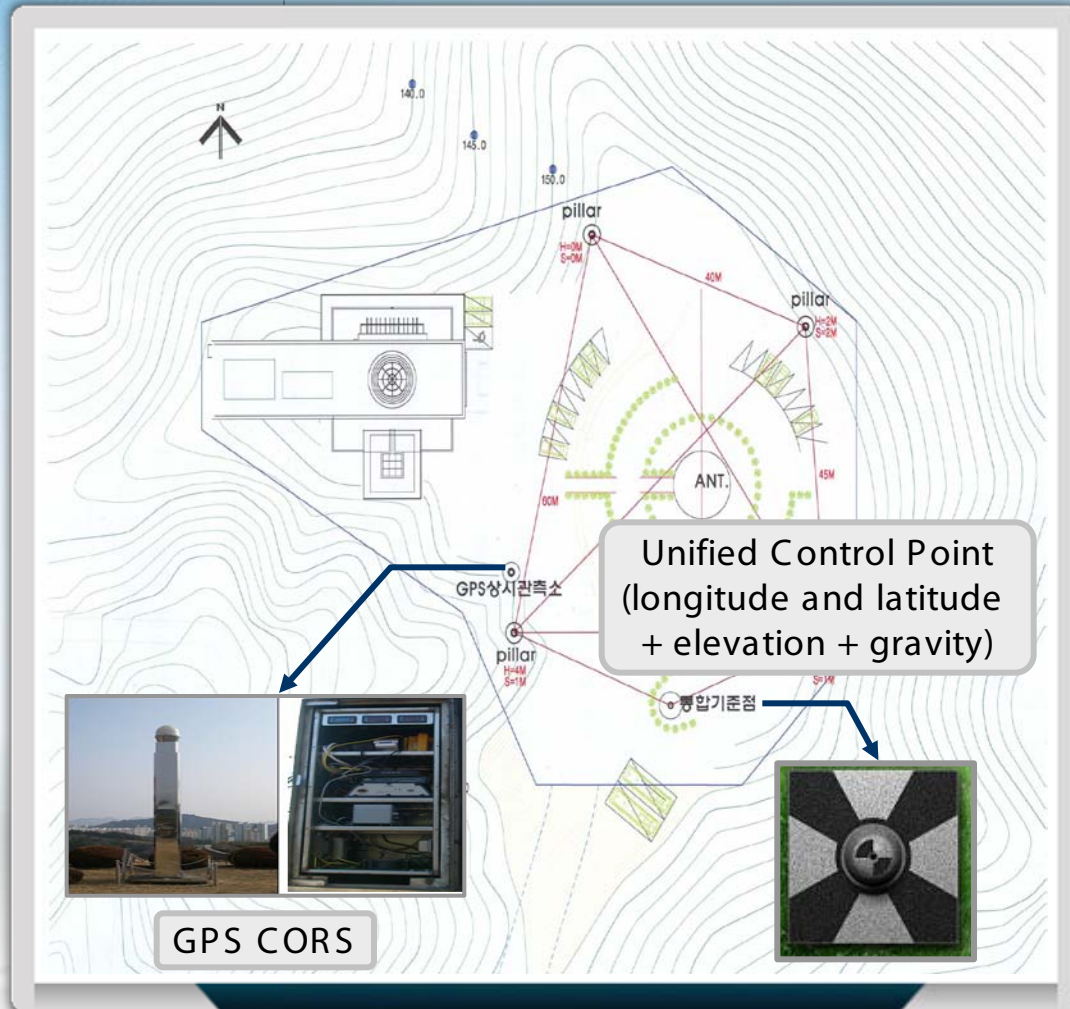 N
140.0
145.0
150.0
pillar
H=0M
S=0M
40M
pillar
H=2M
S=2M
ANT.
45M
60M
Unified Control Point
(longitude and latitude
+ elevation + gravity)
GPS상시관측소
pillar
H=4M
S=1M
S=1M
통합기준점
GPS CORS